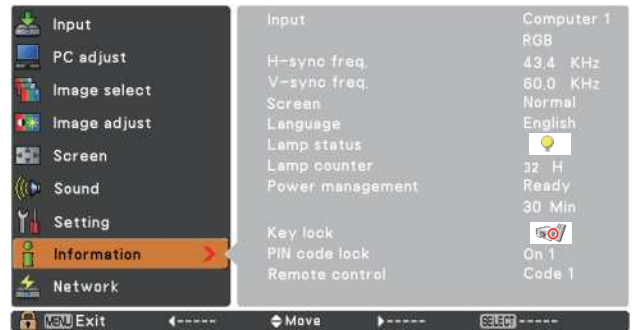 Input
PC adjust
Image select
Image adjust
Screen
Sound
Setting
Information
Network
Input Computer 1
RGB
H-sync freq. 43,4 KHz
V-sync freq. 60,0 KHz
Screen Normal
Language English
Lamp status
Lamp counter 32 H
Power management Ready
30 Min
Key lock
PIN code lock On 1
Remote control Code 1
MENU Exit ◄----- Move ►----- SELECT -----